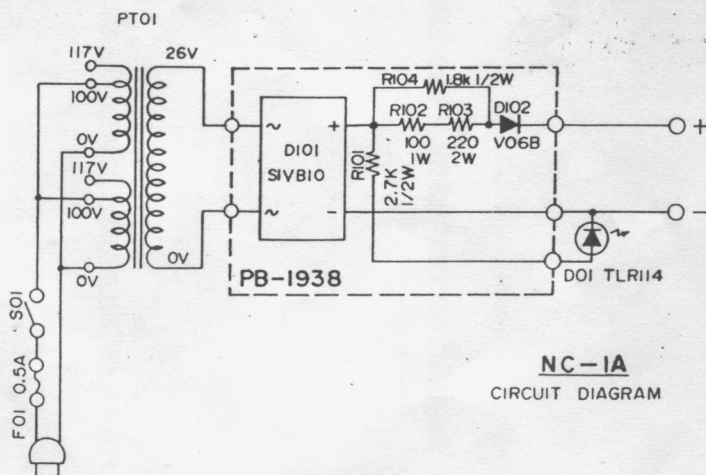 PT01
117V
100V
0V
117V
100V
0V
26V
0V
S01
F01 0.5A
~
~
D101
S1VB10
+
−
R104 1.8k 1/2W
R102
100
1W
R103
220
2W
D102
V06B
R101
2.7K
1/2W
PB-1938
+
−
D01 TLR114
NC-1A
CIRCUIT DIAGRAM